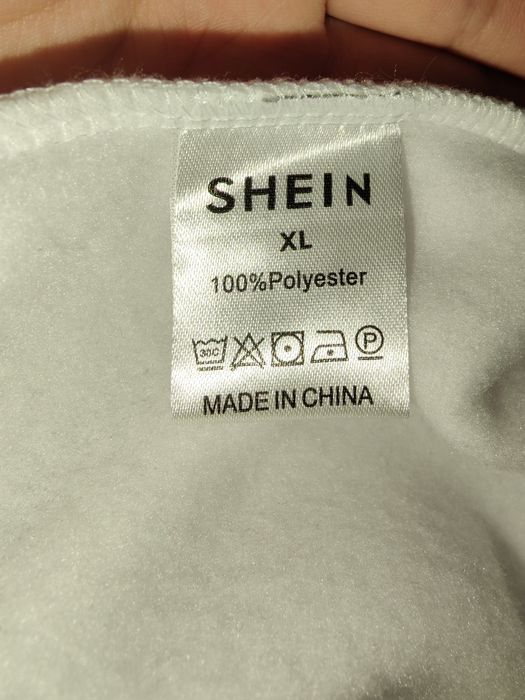 SHEIN
XL
100%Polyester
30C P
MADE IN CHINA